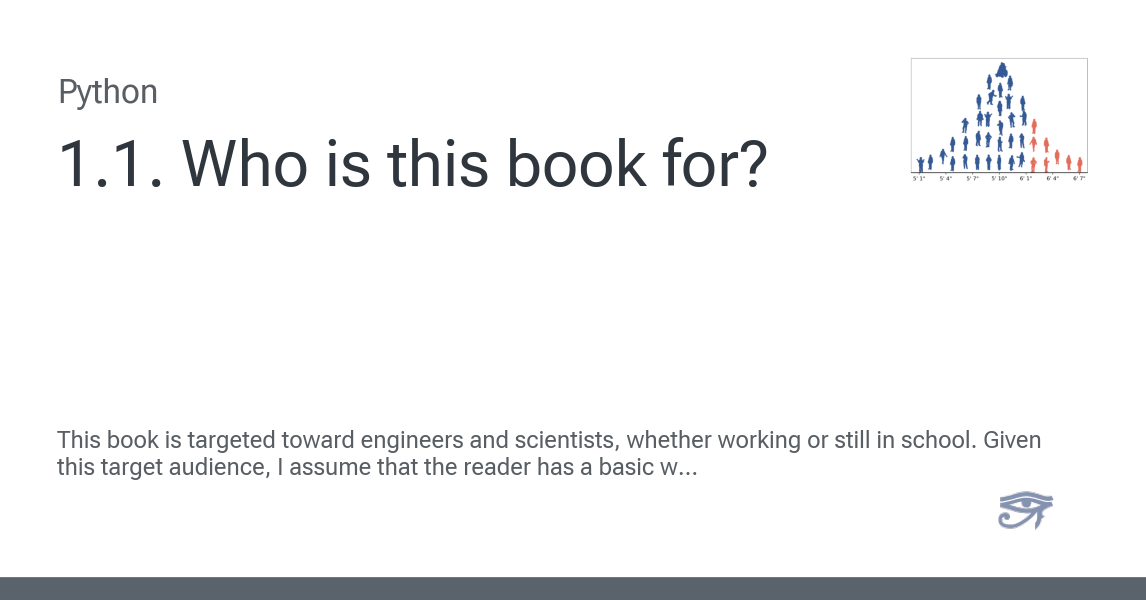 Python
1.1. Who is this book for?
5' 1" 5' 4" 5' 7" 5' 10" 6' 1" 6' 4" 6' 7"
This book is targeted toward engineers and scientists, whether working or still in school. Given
this target audience, I assume that the reader has a basic w...